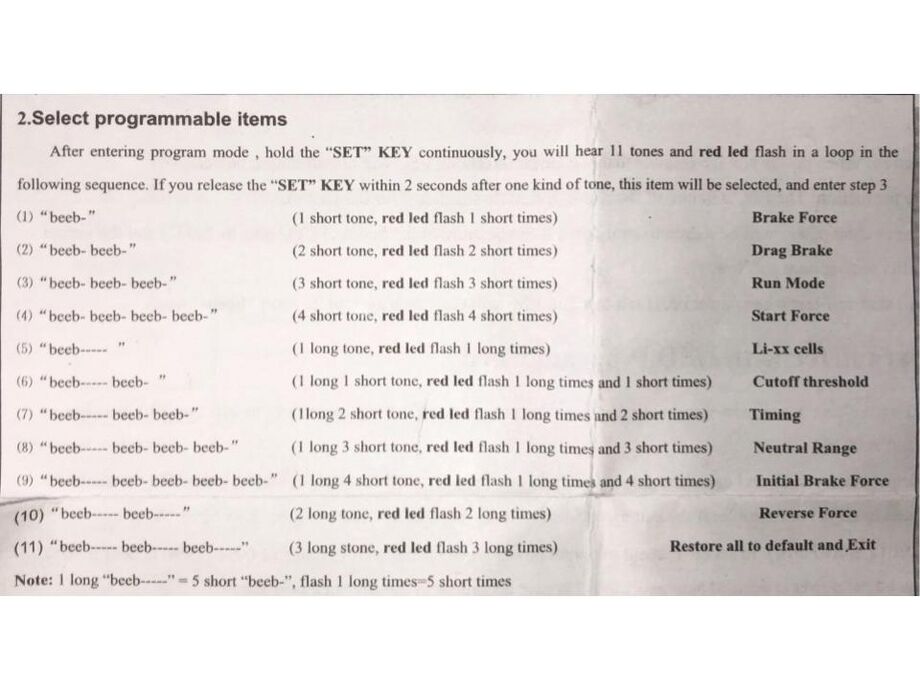 2.Select programmable items
After entering program mode , hold the “SET” KEY continuously, you will hear 11 tones and red led flash in a loop in the
following sequence. If you release the “SET” KEY within 2 seconds after one kind of tone, this item will be selected, and enter step 3
(1) “beeb-” (1 short tone, red led flash 1 short times) Brake Force
(2) “beeb- beeb-” (2 short tone, red led flash 2 short times) Drag Brake
(3) “beeb- beeb- beeb-” (3 short tone, red led flash 3 short times) Run Mode
(4) “beeb- beeb- beeb- beeb-” (4 short tone, red led flash 4 short times) Start Force
(5) “beeb----- ” (1 long tone, red led flash 1 long times) Li-xx cells
(6) “beeb----- beeb- ” (1 long 1 short tone, red led flash 1 long times and 1 short times) Cutoff threshold
(7) “beeb----- beeb- beeb-” (1long 2 short tone, red led flash 1 long times and 2 short times) Timing
(8) “beeb----- beeb- beeb- beeb-” (1 long 3 short tone, red led flash 1 long times and 3 short times) Neutral Range
(9) “beeb----- beeb- beeb- beeb- beeb-” (1 long 4 short tone, red led flash 1 long times and 4 short times) Initial Brake Force
(10) “beeb----- beeb-----” (2 long tone, red led flash 2 long times) Reverse Force
(11) “beeb----- beeb----- beeb-----” (3 long stone, red led flash 3 long times) Restore all to default and Exit
Note: 1 long “beeb-----” = 5 short “beeb-”, flash 1 long times=5 short times